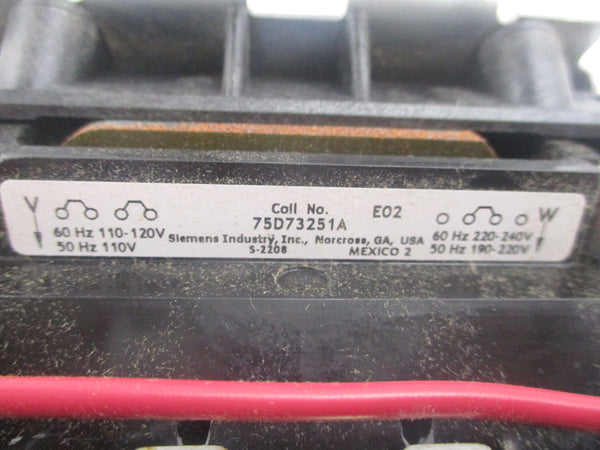 V
60 Hz 110-120V
50 Hz 110V
Coil No.
E02
75D73251A
Siemens Industry, Inc., Norcross, GA, USA
S-2208
MEXICO 2
W
60 Hz 220-240V
50 Hz 190-220V